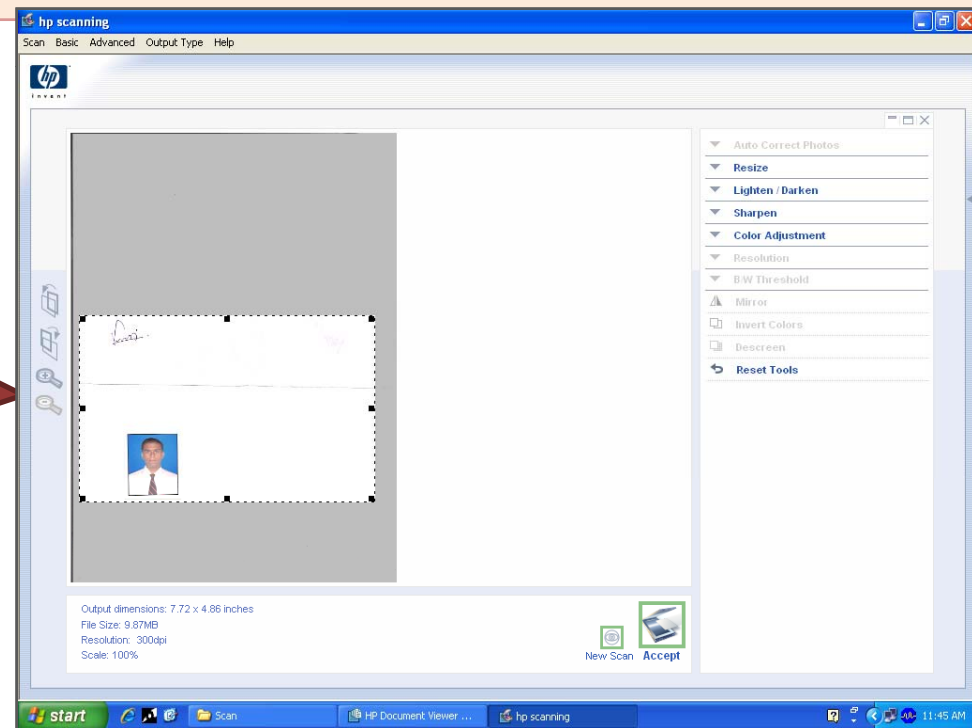 hp scanning
Scan Basic Advanced Output Type Help
hp
invent
Auto Correct Photos
Resize
Lighten / Darken
Sharpen
Color Adjustment
Resolution
B/W Threshold
Mirror
Invert Colors
Descreen
Reset Tools
Output dimensions: 7.72 x 4.86 inches
File Size: 9.87MB
Resolution: 300dpi
Scale: 100%
New Scan Accept
start Scan HP Document Viewer ... hp scanning 11:45 AM